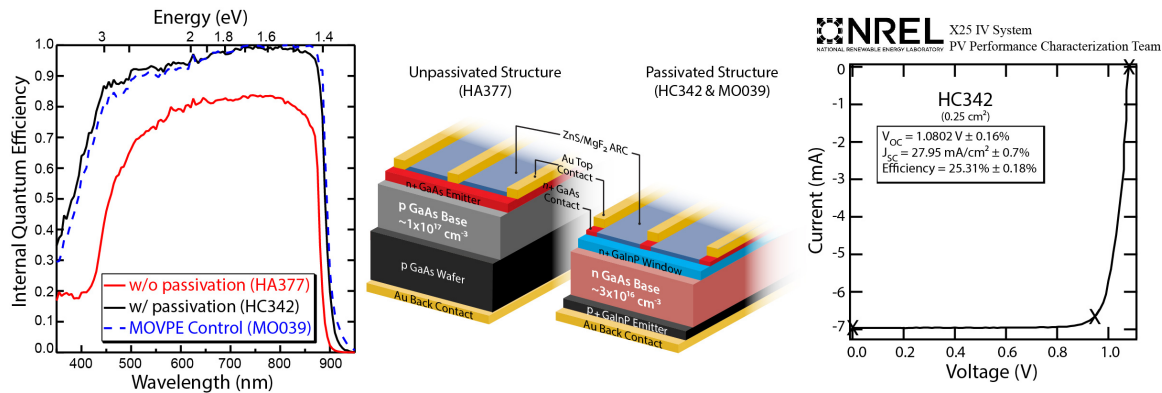 Energy (eV)
3 2 1.8 1.6 1.4
1.0
0.9
0.8
0.7
0.6
0.5
0.4
0.3
0.2
0.1
0.0
Internal Quantum Efficiency
w/o passivation (HA377)
w/ passivation (HC342)
MOVPE Control (MO039)
400 500 600 700 800 900
Wavelength (nm)
Unpassivated Structure
(HA377)
Passivated Structure
(HC342 & MO039)
ZnS/MgF₂ ARC
Au Top
Contact
n+ GaAs
Contact
n+ GaAs Emitter
p GaAs Base
~1x10¹⁷ cm⁻³
p GaAs Wafer
Au Back Contact
n+ GaInP Window
n GaAs Base
~3x10¹⁶ cm⁻³
p+ GaInP Emitter
Au Back Contact
NREL
NATIONAL RENEWABLE ENERGY LABORATORY
X25 IV System
PV Performance Characterization Team
HC342
(0.25 cm²)
V_OC = 1.0802 V ± 0.16%
J_SC = 27.95 mA/cm² ± 0.7%
Efficiency = 25.31% ± 0.18%
0
-1
-2
-3
-4
-5
-6
-7
Current (mA)
0.0 0.2 0.4 0.6 0.8 1.0
Voltage (V)